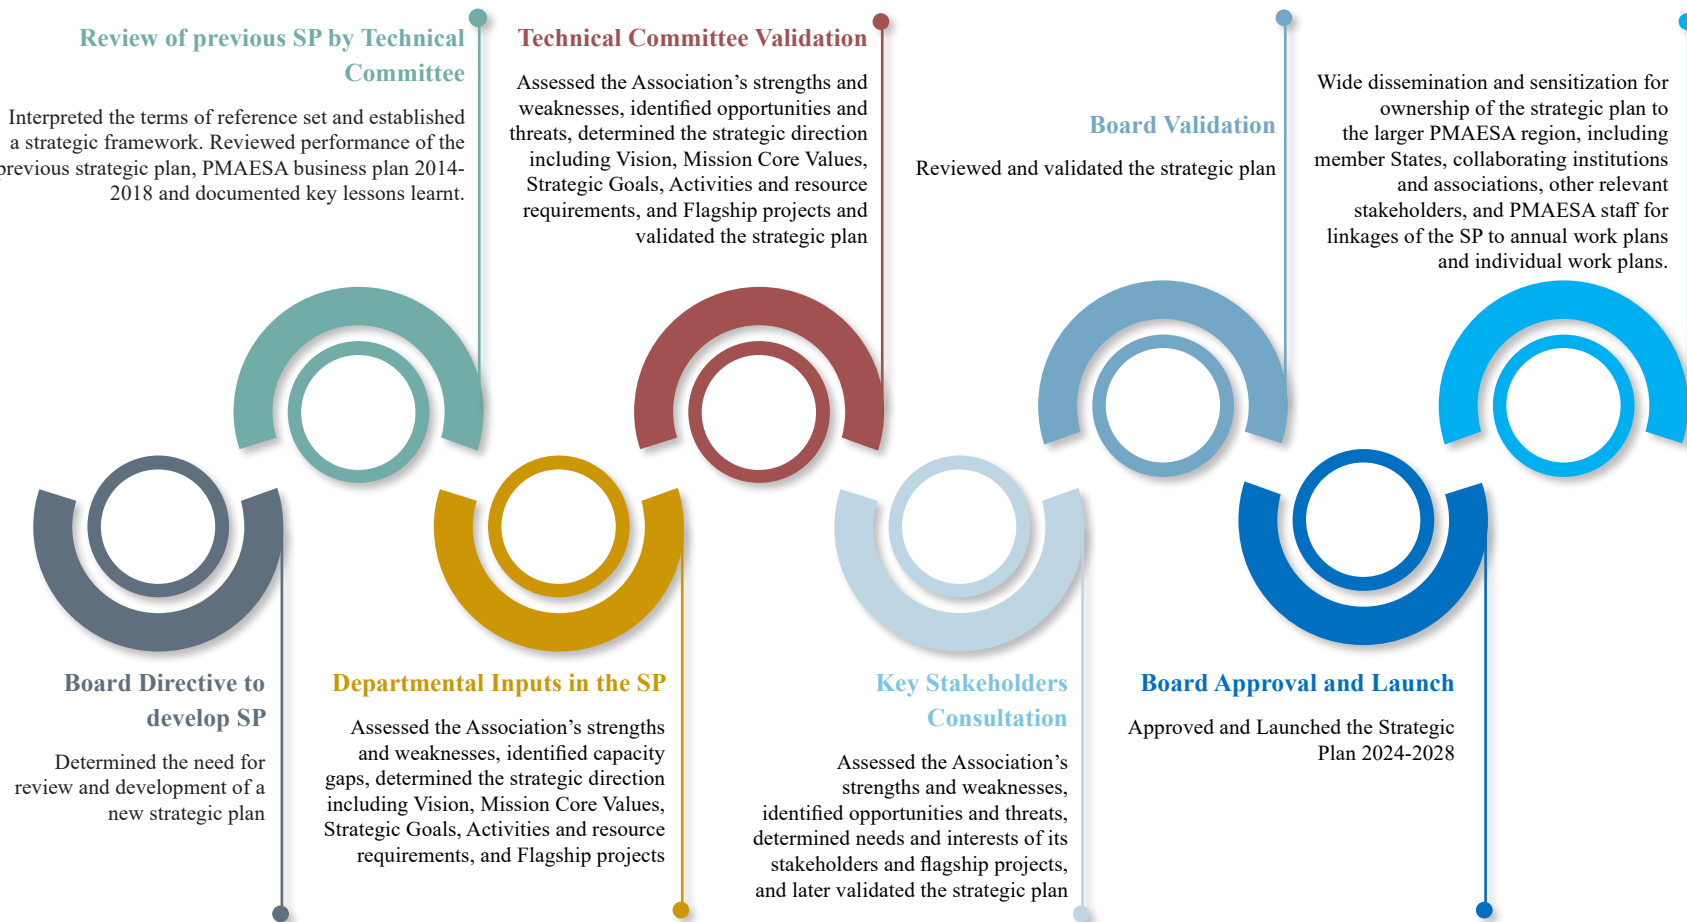 Review of previous SP by Technical
Committee
Interpreted the terms of reference set and established
a strategic framework. Reviewed performance of the
previous strategic plan, PMAESA business plan 2014-
2018 and documented key lessons learnt.
Technical Committee Validation
Assessed the Association’s strengths and
weaknesses, identified opportunities and
threats, determined the strategic direction
including Vision, Mission Core Values,
Strategic Goals, Activities and resource
requirements, and Flagship projects and
validated the strategic plan
Board Validation
Reviewed and validated the strategic plan
Wide dissemination and sensitization for
ownership of the strategic plan to
the larger PMAESA region, including
member States, collaborating institutions
and associations, other relevant
stakeholders, and PMAESA staff for
linkages of the SP to annual work plans
and individual work plans.
Board Directive to
develop SP
Determined the need for
review and development of a
new strategic plan
Departmental Inputs in the SP
Assessed the Association’s strengths
and weaknesses, identified capacity
gaps, determined the strategic direction
including Vision, Mission Core Values,
Strategic Goals, Activities and resource
requirements, and Flagship projects
Key Stakeholders
Consultation
Assessed the Association’s
strengths and weaknesses,
identified opportunities and threats,
determined needs and interests of its
stakeholders and flagship projects,
and later validated the strategic plan
Board Approval and Launch
Approved and Launched the Strategic
Plan 2024-2028